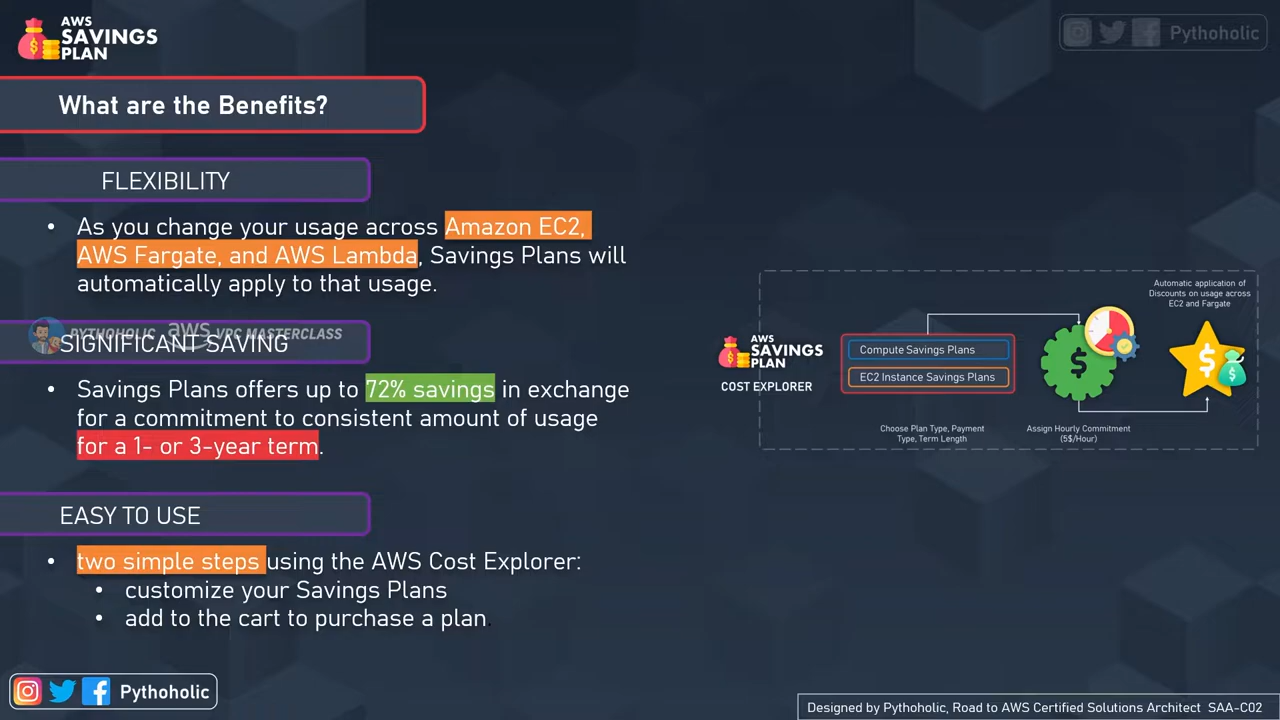 AWS
SAVINGS
PLAN
Pythoholic
What are the Benefits?
FLEXIBILITY
• As you change your usage across Amazon EC2,
AWS Fargate, and AWS Lambda, Savings Plans will
automatically apply to that usage.
PYTHOHOLIC aws VPC MASTERCLASS
SIGNIFICANT SAVING
• Savings Plans offers up to 72% savings in exchange
for a commitment to consistent amount of usage
for a 1- or 3-year term.
EASY TO USE
• two simple steps using the AWS Cost Explorer:
• customize your Savings Plans
• add to the cart to purchase a plan.
AWS
SAVINGS
PLAN
COST EXPLORER
Compute Savings Plans
EC2 Instance Savings Plans
Choose Plan Type, Payment
Type, Term Length
Assign Hourly Commitment
(5$/Hour)
Automatic application of
Discounts on usage across
EC2 and Fargate
Pythoholic
Designed by Pythoholic, Road to AWS Certified Solutions Architect SAA-C02